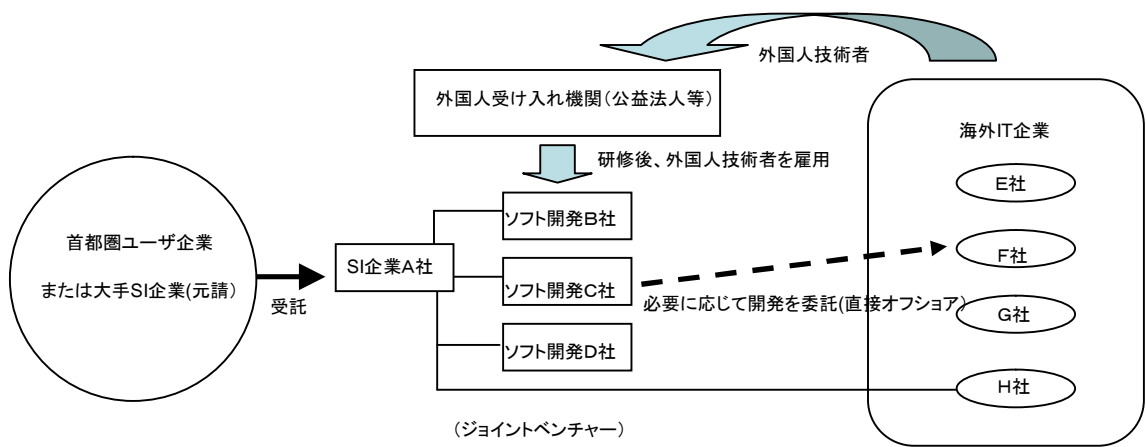 外国人技術者
外国人受け入れ機関(公益法人等)
海外IT企業
研修後、外国人技術者を雇用
E社
ソフト開発B社
首都圏ユーザ企業
または大手SI企業(元請)
受託
SI企業A社
F社
ソフト開発C社
必要に応じて開発を委託(直接オフショア)
G社
ソフト開発D社
H社
(ジョイントベンチャー)